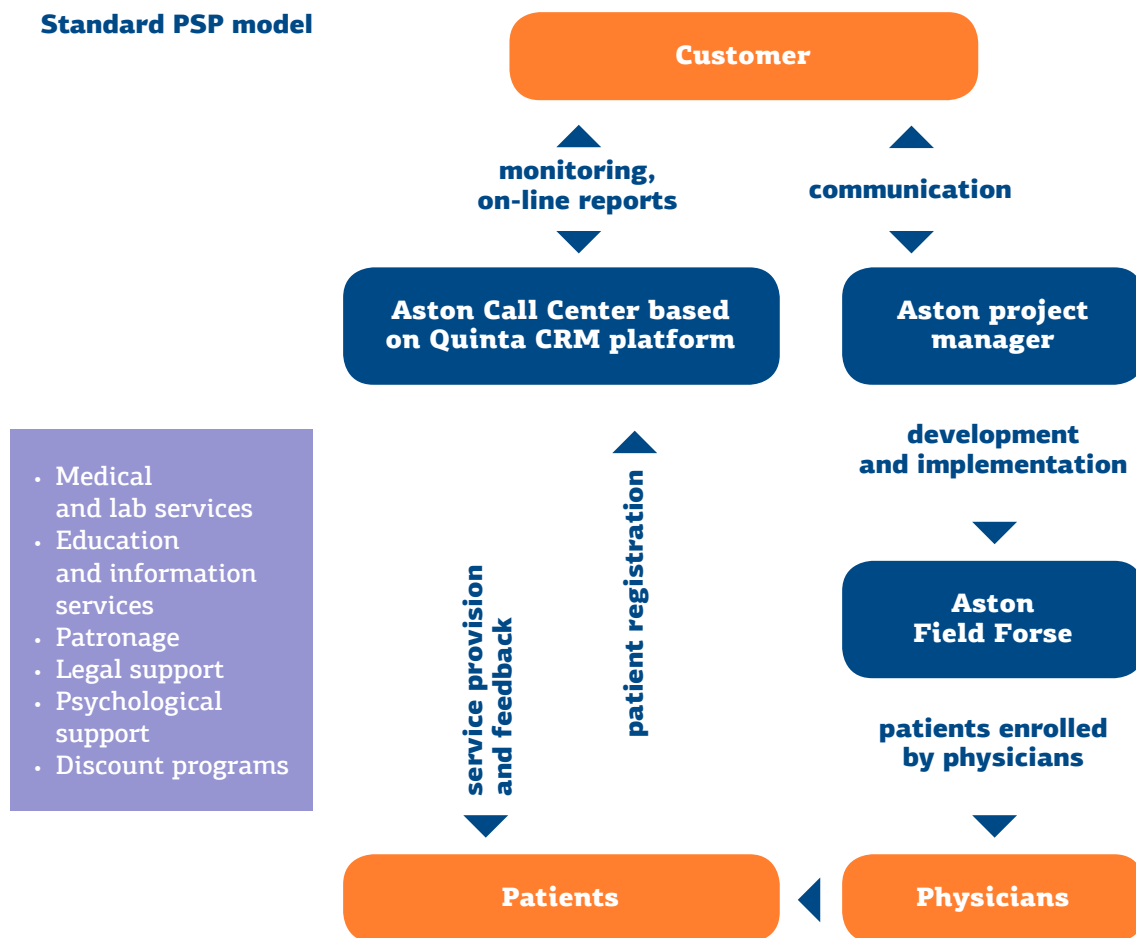 Standard PSP model
Customer
monitoring,
on-line reports
communication
Aston Call Center based
on Quinta CRM platform
Aston project
manager
development
and implementation
• Medical
and lab services
• Education
and information
services
• Patronage
• Legal support
• Psychological
support
• Discount programs
service provision
and feedback
patient registration
Aston
Field Forse
patients enrolled
by physicians
Patients
Physicians